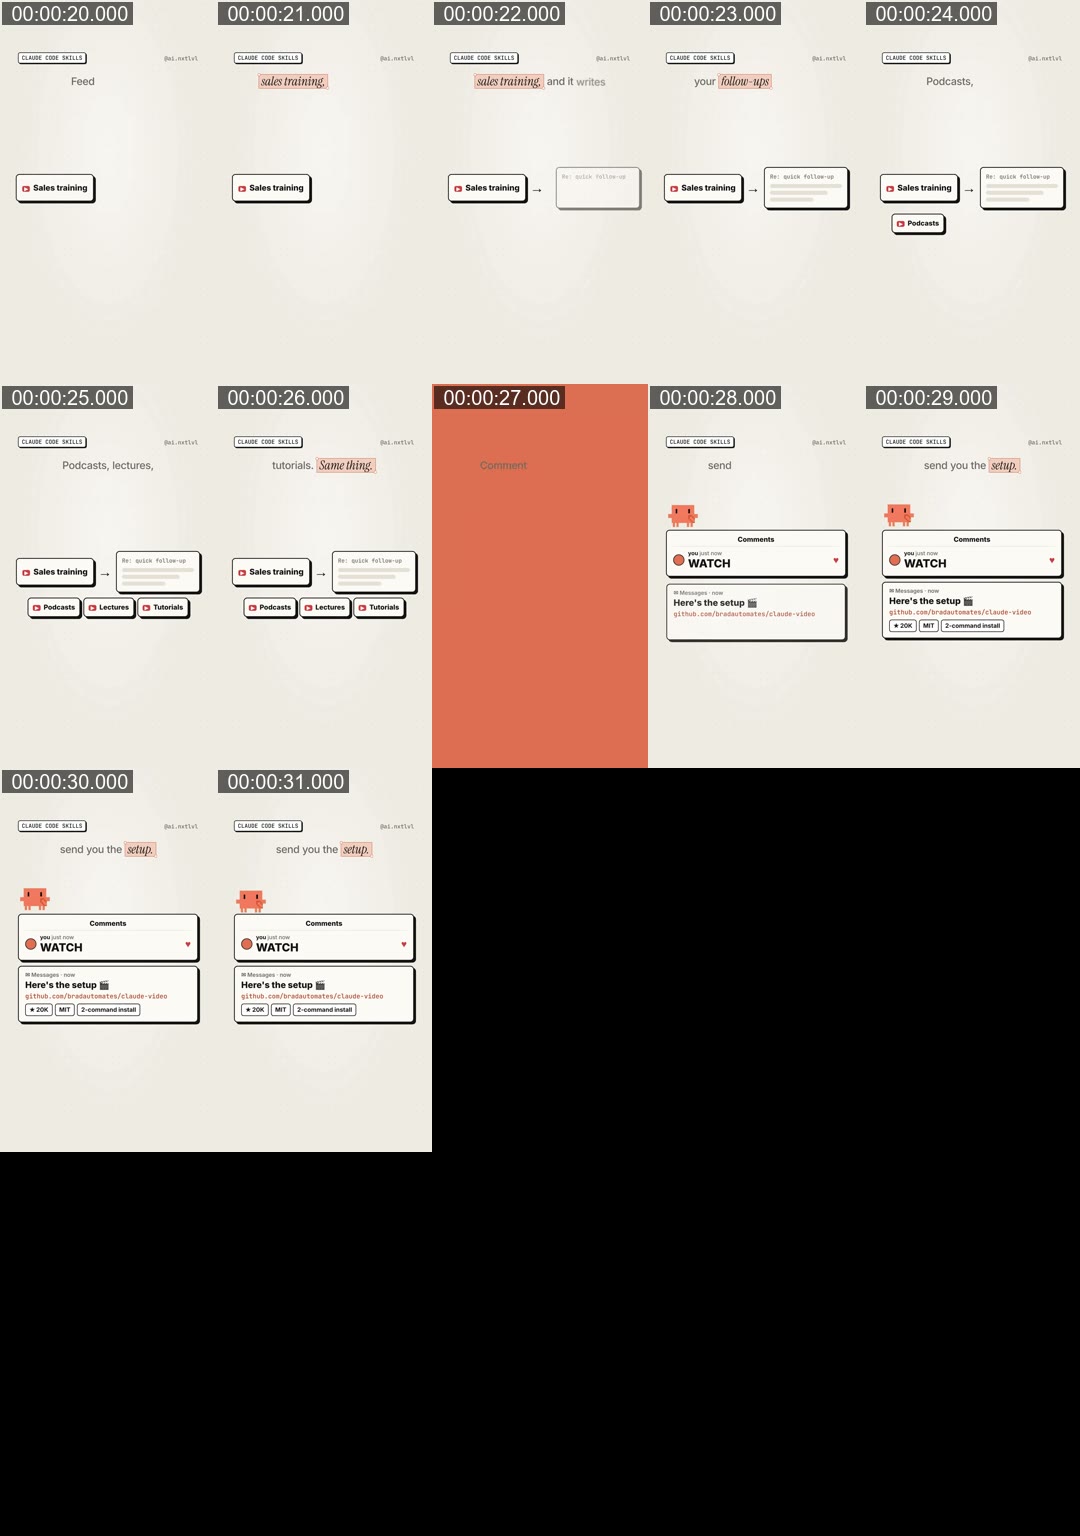 00:00:20.000
CLAUDE CODE SKILLS @ai.nxtlvl
Feed
Sales training
00:00:21.000
CLAUDE CODE SKILLS @ai.nxtlvl
sales training,
Sales training
00:00:22.000
CLAUDE CODE SKILLS @ai.nxtlvl
sales training, and it writes
Sales training → Re: quick follow-up
00:00:23.000
CLAUDE CODE SKILLS @ai.nxtlvl
your follow-ups
Sales training → Re: quick follow-up
00:00:24.000
CLAUDE CODE SKILLS @ai.nxtlvl
Podcasts,
Sales training → Re: quick follow-up
Podcasts
00:00:25.000
CLAUDE CODE SKILLS @ai.nxtlvl
Podcasts, lectures,
Sales training → Re: quick follow-up
Podcasts Lectures Tutorials
00:00:26.000
CLAUDE CODE SKILLS @ai.nxtlvl
tutorials. Same thing.
Sales training → Re: quick follow-up
Podcasts Lectures Tutorials
00:00:27.000
Comment
00:00:28.000
CLAUDE CODE SKILLS @ai.nxtlvl
send
Comments
you just now
WATCH ♥
✉ Messages · now
Here's the setup 🎬
github.com/bradautomates/claude-video
00:00:29.000
CLAUDE CODE SKILLS @ai.nxtlvl
send you the setup.
Comments
you just now
WATCH ♥
✉ Messages · now
Here's the setup 🎬
github.com/bradautomates/claude-video
★ 20K MIT 2-command install
00:00:30.000
CLAUDE CODE SKILLS @ai.nxtlvl
send you the setup.
Comments
you just now
WATCH ♥
✉ Messages · now
Here's the setup 🎬
github.com/bradautomates/claude-video
★ 20K MIT 2-command install
00:00:31.000
CLAUDE CODE SKILLS @ai.nxtlvl
send you the setup.
Comments
you just now
WATCH ♥
✉ Messages · now
Here's the setup 🎬
github.com/bradautomates/claude-video
★ 20K MIT 2-command install